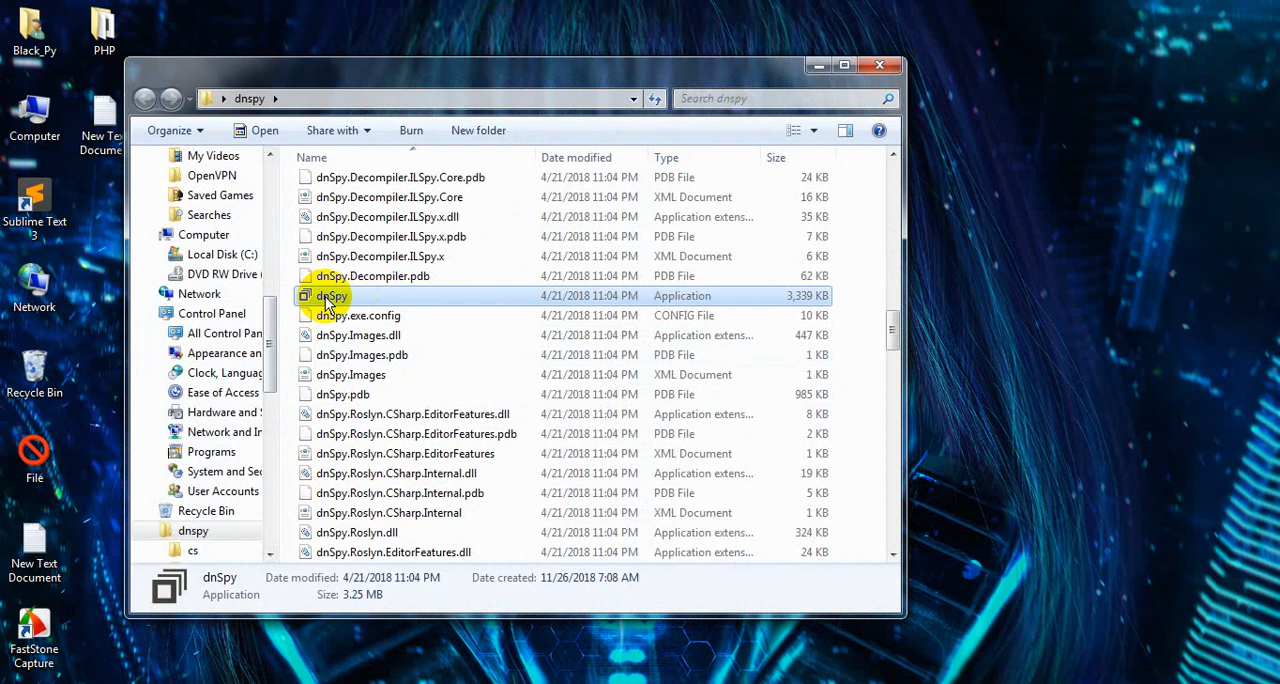 Black_Py
PHP
Computer
New Tex
Docume
Sublime Text
3
Network
Recycle Bin
File
New Text
Document
FastStone
Capture
dnspy
Search dnspy
Organize
Open
Share with
Burn
New folder
My Videos
OpenVPN
Saved Games
Searches
Computer
Local Disk (C:)
DVD RW Drive (
Network
Control Panel
All Control Pan
Appearance an
Clock, Languag
Ease of Access
Hardware and S
Network and In
Programs
System and Sec
User Accounts
Recycle Bin
dnspy
cs
Name Date modified Type Size
dnSpy.Decompiler.ILSpy.Core.pdb 4/21/2018 11:04 PM PDB File 24 KB
dnSpy.Decompiler.ILSpy.Core 4/21/2018 11:04 PM XML Document 16 KB
dnSpy.Decompiler.ILSpy.x.dll 4/21/2018 11:04 PM Application extens... 35 KB
dnSpy.Decompiler.ILSpy.x.pdb 4/21/2018 11:04 PM PDB File 7 KB
dnSpy.Decompiler.ILSpy.x 4/21/2018 11:04 PM XML Document 6 KB
dnSpy.Decompiler.pdb 4/21/2018 11:04 PM PDB File 62 KB
dnSpy 4/21/2018 11:04 PM Application 3,339 KB
dnSpy.exe.config 4/21/2018 11:04 PM CONFIG File 10 KB
dnSpy.Images.dll 4/21/2018 11:04 PM Application extens... 447 KB
dnSpy.Images.pdb 4/21/2018 11:04 PM PDB File 1 KB
dnSpy.Images 4/21/2018 11:04 PM XML Document 1 KB
dnSpy.pdb 4/21/2018 11:04 PM PDB File 985 KB
dnSpy.Roslyn.CSharp.EditorFeatures.dll 4/21/2018 11:04 PM Application extens... 8 KB
dnSpy.Roslyn.CSharp.EditorFeatures.pdb 4/21/2018 11:04 PM PDB File 2 KB
dnSpy.Roslyn.CSharp.EditorFeatures 4/21/2018 11:04 PM XML Document 1 KB
dnSpy.Roslyn.CSharp.Internal.dll 4/21/2018 11:04 PM Application extens... 19 KB
dnSpy.Roslyn.CSharp.Internal.pdb 4/21/2018 11:04 PM PDB File 5 KB
dnSpy.Roslyn.CSharp.Internal 4/21/2018 11:04 PM XML Document 1 KB
dnSpy.Roslyn.dll 4/21/2018 11:04 PM Application extens... 324 KB
dnSpy.Roslyn.EditorFeatures.dll 4/21/2018 11:04 PM Application extens... 24 KB
dnSpy Date modified: 4/21/2018 11:04 PM Date created: 11/26/2018 7:08 AM
Application Size: 3.25 MB